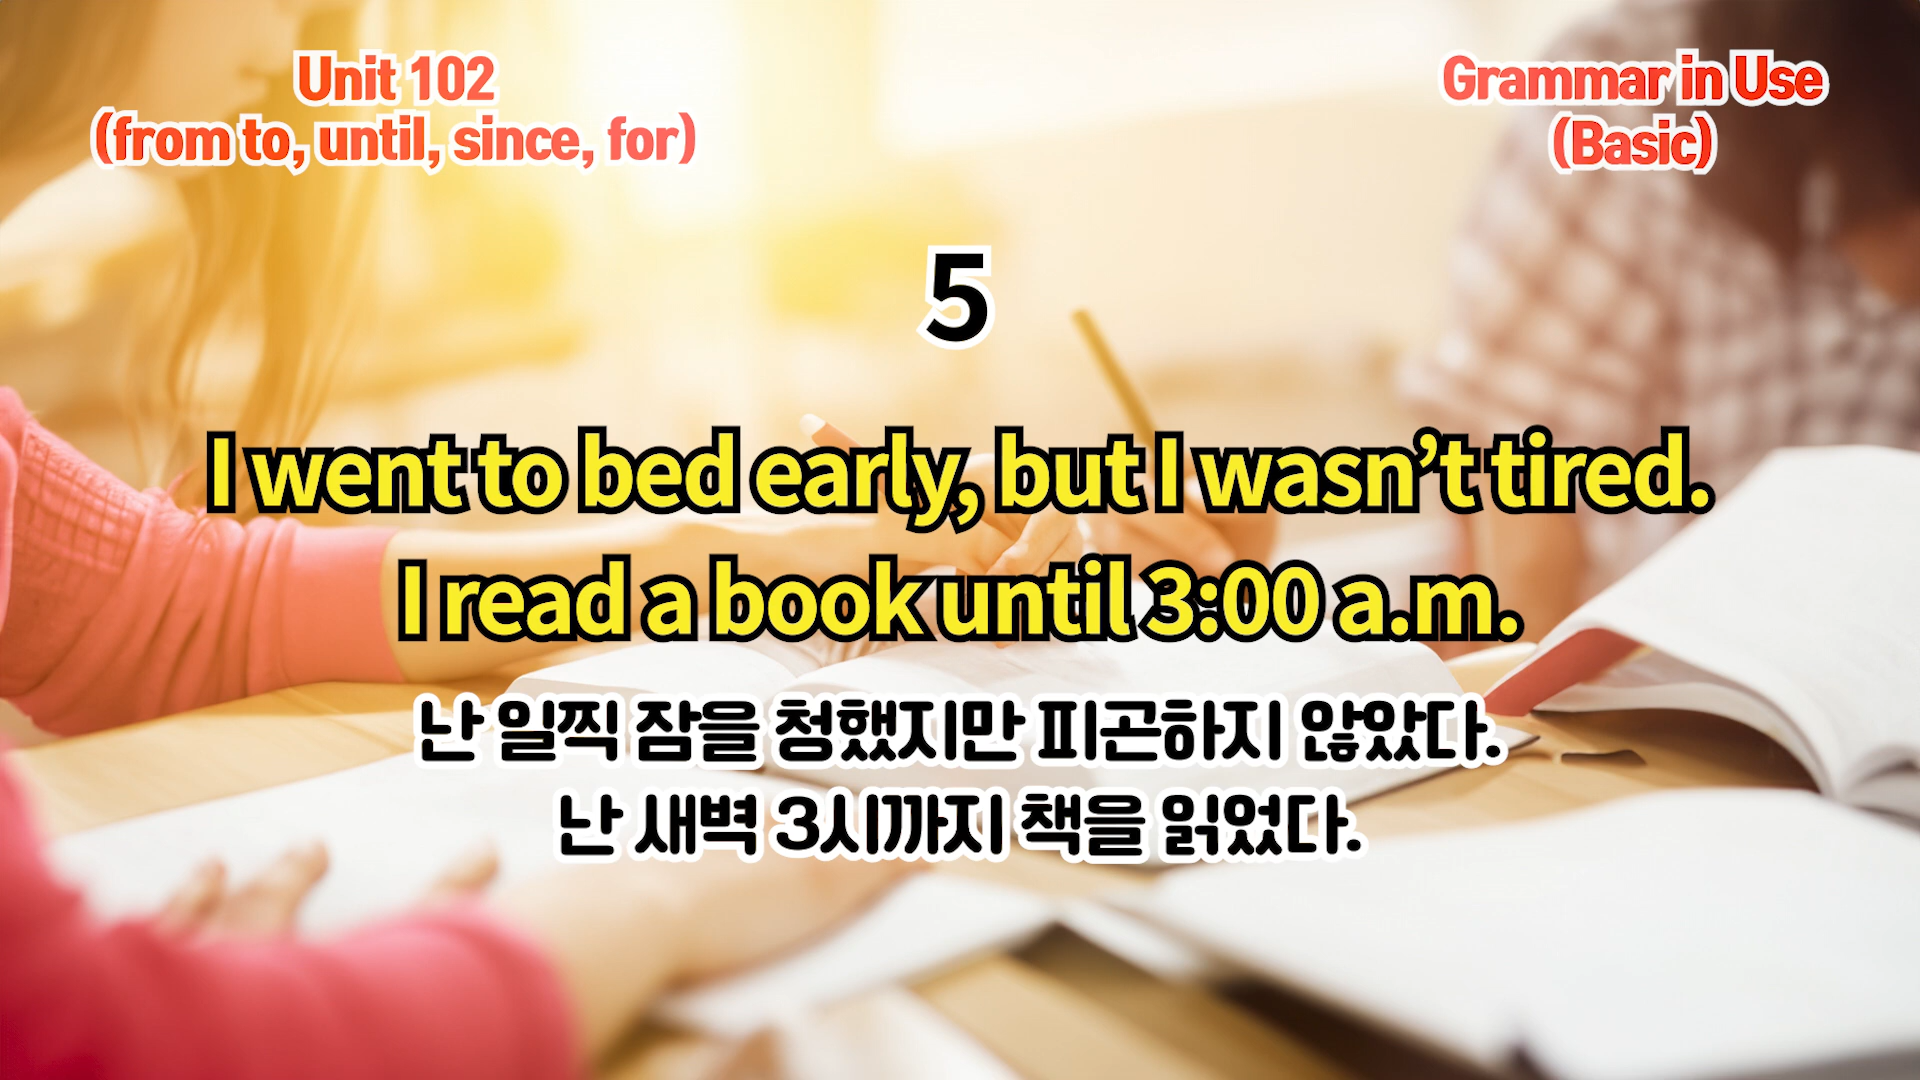 Unit 102
(from to, until, since, for)
Grammar in Use
(Basic)
5
I went to bed early, but I wasn’t tired.
I read a book until 3:00 a.m.
난 일찍 잠을 청했지만 피곤하지 않았다.
난 새벽 3시까지 책을 읽었다.